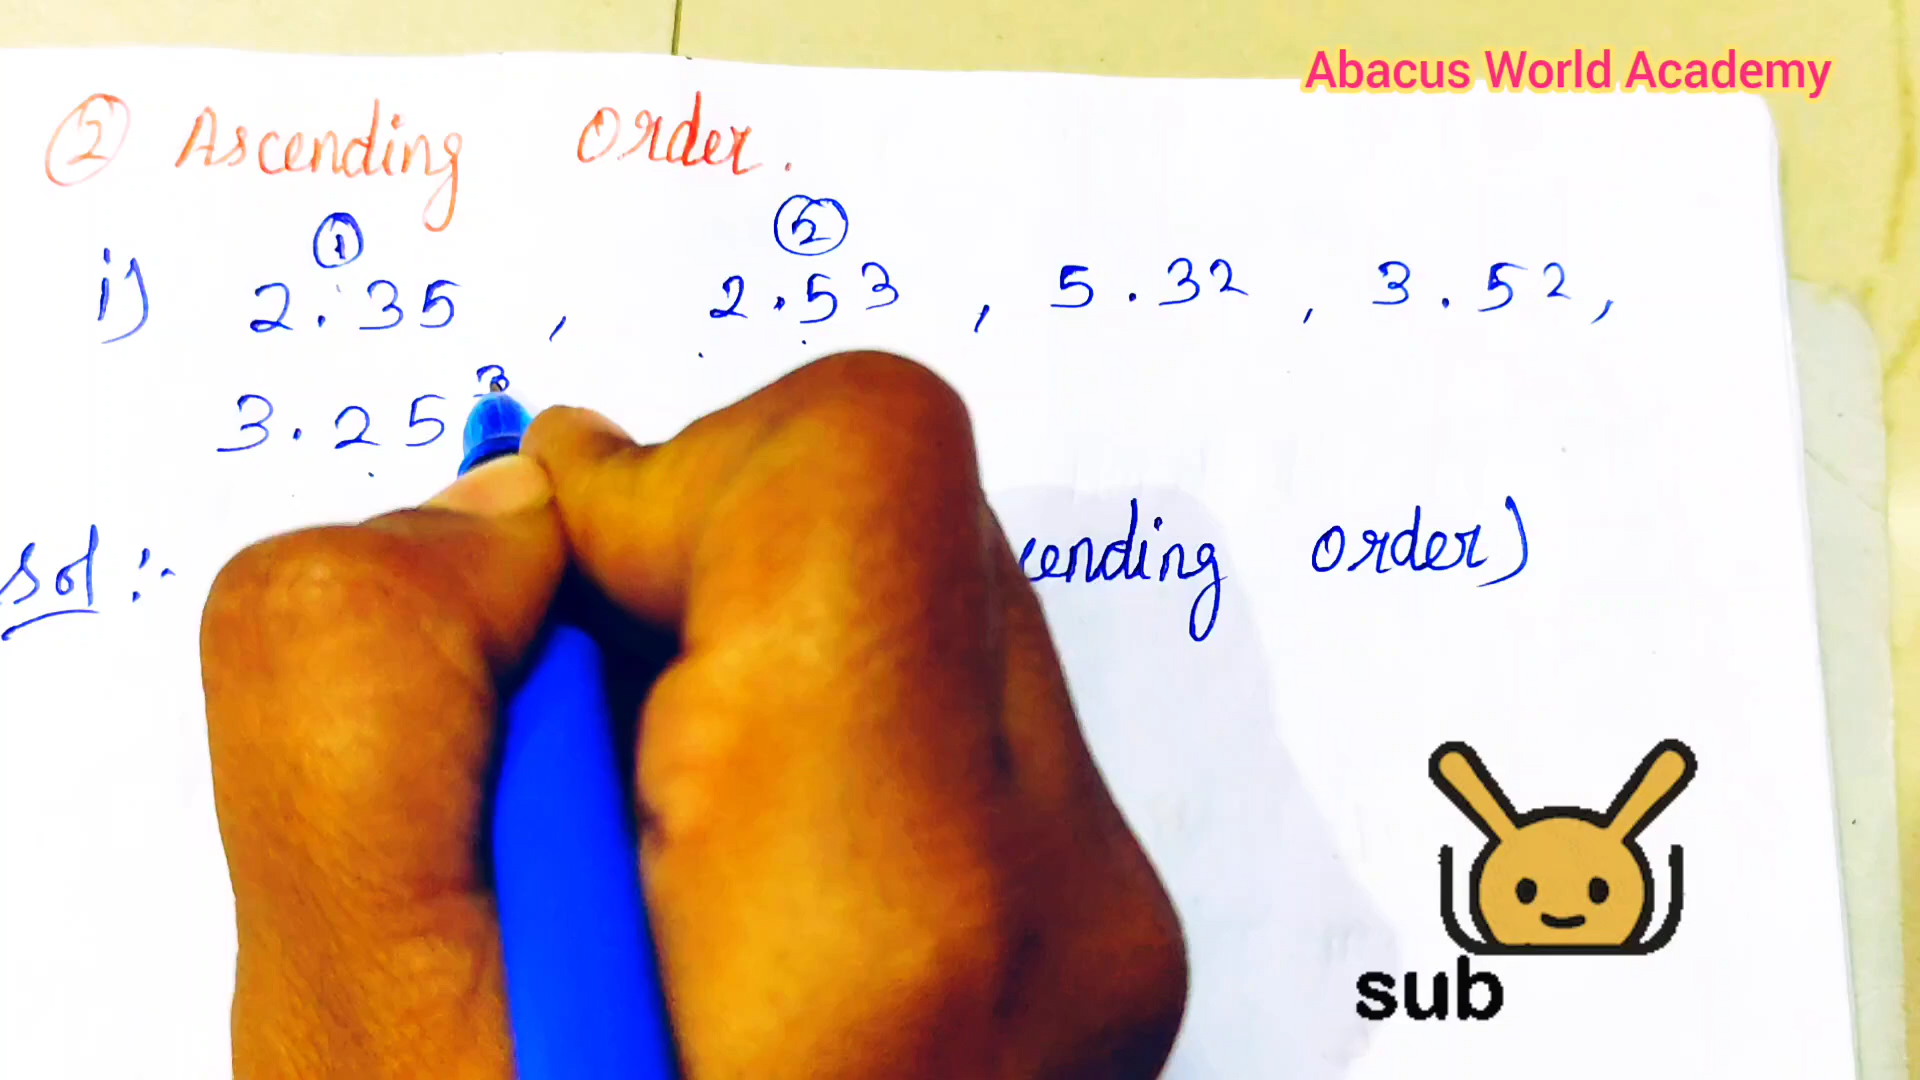 Abacus World Academy
② Ascending Order.
① ②
i) 2.35 , 2.53 , 5.32 , 3.52 ,
3
3.25
Sol :- order)
sub